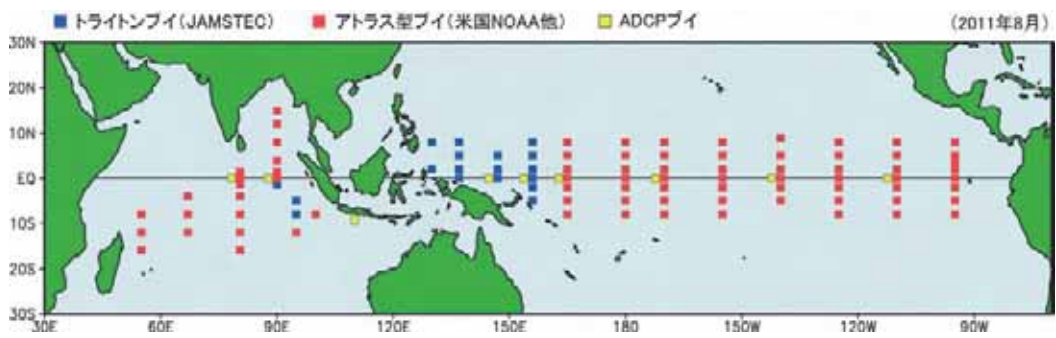 トライトンブイ(JAMSTEC) アトラス型ブイ(米国NOAA他) ADCPブイ (2011年8月)
30N
20N
10N
EQ
10S
20S
30S
30E 60E 90E 120E 150E 180 150W 120W 90W